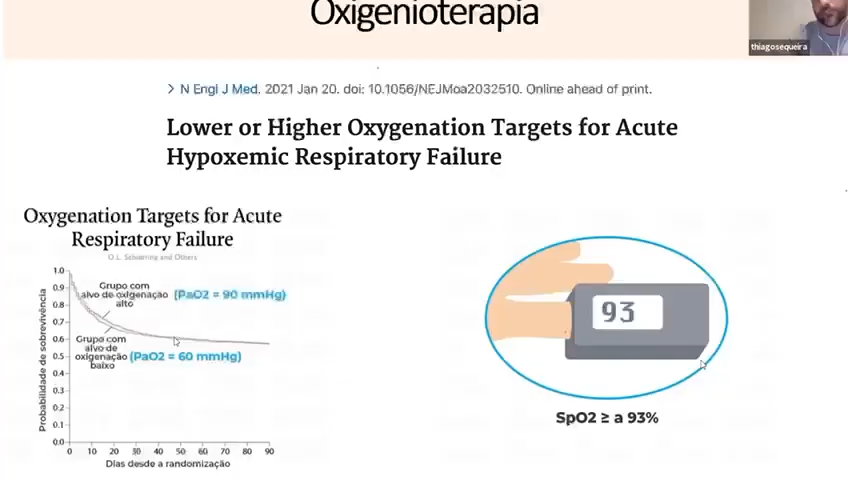 Oxigenioterapia
thiagosequeira
> N Engl J Med. 2021 Jan 20. doi: 10.1056/NEJMoa2032510. Online ahead of print.
Lower or Higher Oxygenation Targets for Acute
Hypoxemic Respiratory Failure
Oxygenation Targets for Acute
Respiratory Failure
O.L. Schjørring and Others
Probabilidade de sobrevivência
1.0
0.9
0.8
0.7
0.6
0.5
0.4
0.3
0.2
0.1
0.0
Grupo com
alvo de oxigenação (PaO2 = 90 mmHg)
alto
Grupo com
alvo de
oxigenação (PaO2 = 60 mmHg)
baixo
0 10 20 30 40 50 60 70 80 90
Dias desde a randomização
93
SpO2 ≥ a 93%